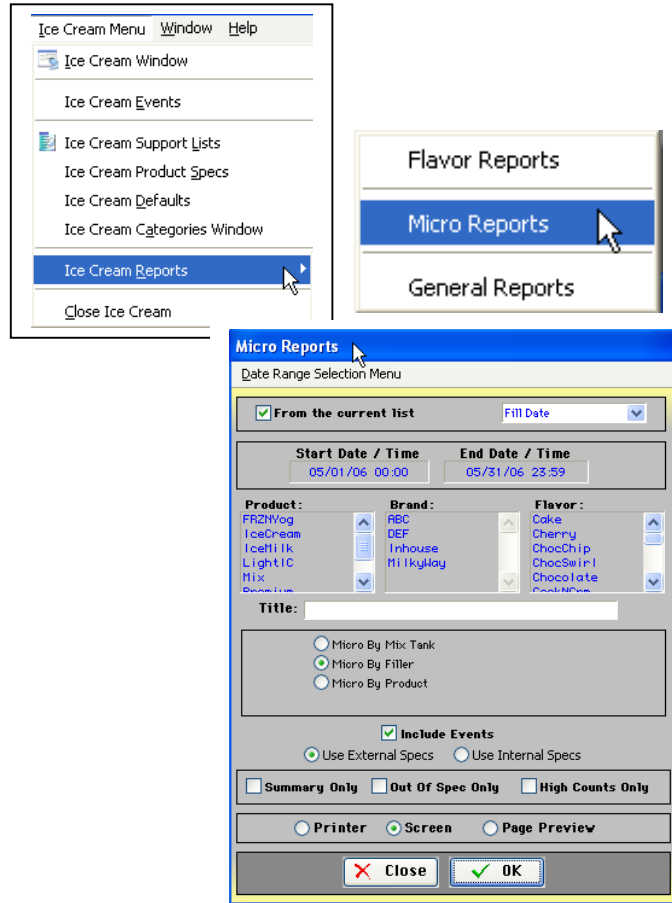 Ice Cream Menu Window Help
Ice Cream Window
Ice Cream Events
Ice Cream Support Lists
Ice Cream Product Specs
Ice Cream Defaults
Ice Cream Categories Window
Ice Cream Reports
Close Ice Cream
Flavor Reports
Micro Reports
General Reports
Micro Reports
Date Range Selection Menu
From the current list Fill Date
Start Date / Time End Date / Time
05/01/06 00:00 05/31/06 23:59
Product: Brand: Flavor:
FRZNYog ABC Cake
IceCream DEF Cherry
IceMilk Inhouse ChocChip
LightIC MilkyWay ChocSwirl
Mix Chocolate
Premium CookNCrm
Title:
Micro By Mix Tank
Micro By Filler
Micro By Product
Include Events
Use External Specs Use Internal Specs
Summary Only Out Of Spec Only High Counts Only
Printer Screen Page Preview
Close OK